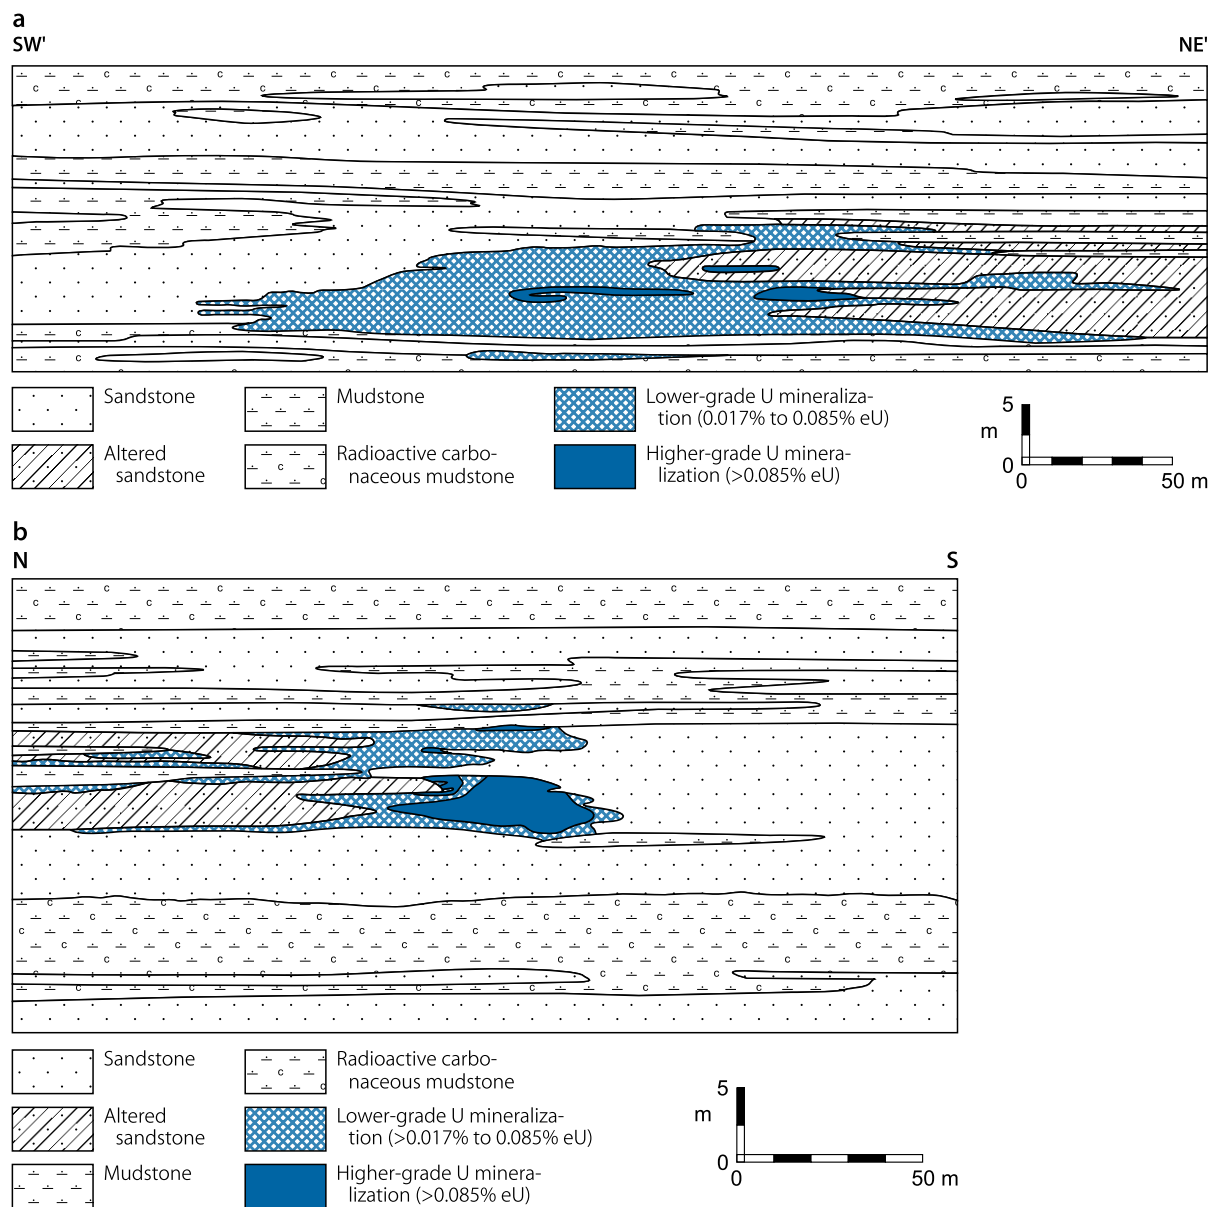 a
SW' NE'
Sandstone
Altered
sandstone
Mudstone
Radioactive carbo-
naceous mudstone
Lower-grade U mineraliza-
tion (0.017% to 0.085% eU)
Higher-grade U minera-
lization (>0.085% eU)
5
m
0
0 50 m
b
N S
Sandstone
Altered
sandstone
Mudstone
Radioactive carbo-
naceous mudstone
Lower-grade U mineraliza-
tion (>0.017% to 0.085% eU)
Higher-grade U minera-
lization (>0.085% eU)
5
m
0
0 50 m